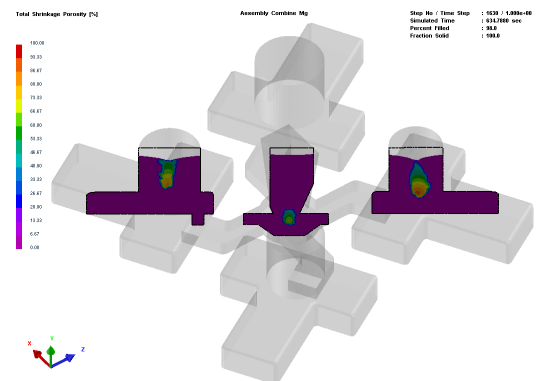 Total Shrinkage Porosity [%]
Assembly Combine Mg
Step No / Time Step : 1630 / 1.000e+00
Simulated Time : 634.7880 sec
Percent Filled : 98.0
Fraction Solid : 100.0
100.00
93.33
86.67
80.00
73.33
66.67
60.00
53.33
46.67
40.00
33.33
26.67
20.00
13.33
6.67
0.00
X
Y
Z